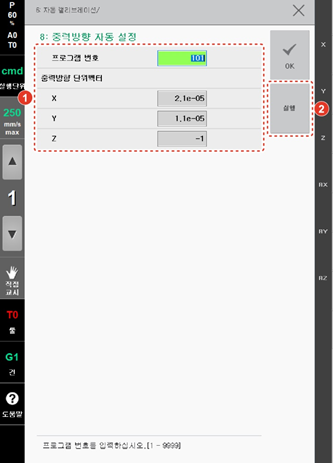 P
60
%
A0
T0
cmd
실행단위
250
mm/s
max
1
직접
교시
T0
툴
G1
건
?
도움말
6: 자동 캘리브레이션/
8: 중력방향 자동 설정
프로그램 번호 101
중력방향 단위벡터
X 2.1e-05
Y 1.1e-05
Z -1
프로그램 번호를 입력하십시오.[1 - 9999]
1
OK
실행
2
X
Y
Z
RX
RY
RZ